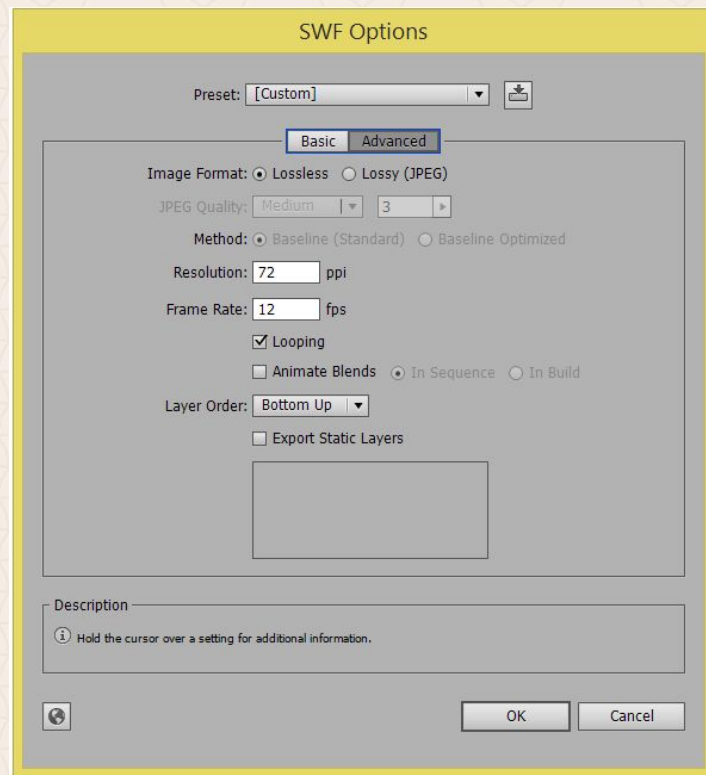 SWF Options
Preset: [Custom]
Basic Advanced
Image Format: Lossless Lossy (JPEG)
JPEG Quality: Medium 3
Method: Baseline (Standard) Baseline Optimized
Resolution: 72 ppi
Frame Rate: 12 fps
Looping
Animate Blends In Sequence In Build
Layer Order: Bottom Up
Export Static Layers
Description
Hold the cursor over a setting for additional information.
OK Cancel